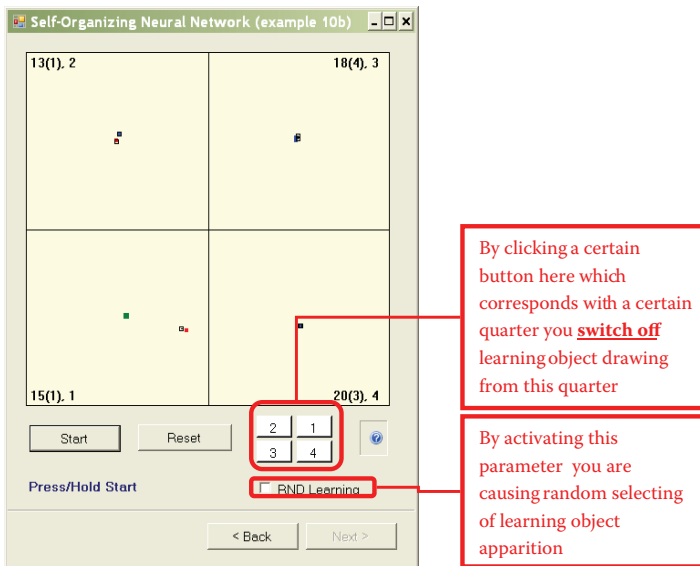 Self-Organizing Neural Network (example 10b)
13(1), 2
18(4), 3
15(1), 1
20(3), 4
Start
Reset
2
1
3
4
Press/Hold Start
RND Learning
< Back
Next >
By clicking a certain
button here which
corresponds with a certain
quarter you switch off
learning object drawing
from this quarter
By activating this
parameter you are
causing random selecting
of learning object
apparition